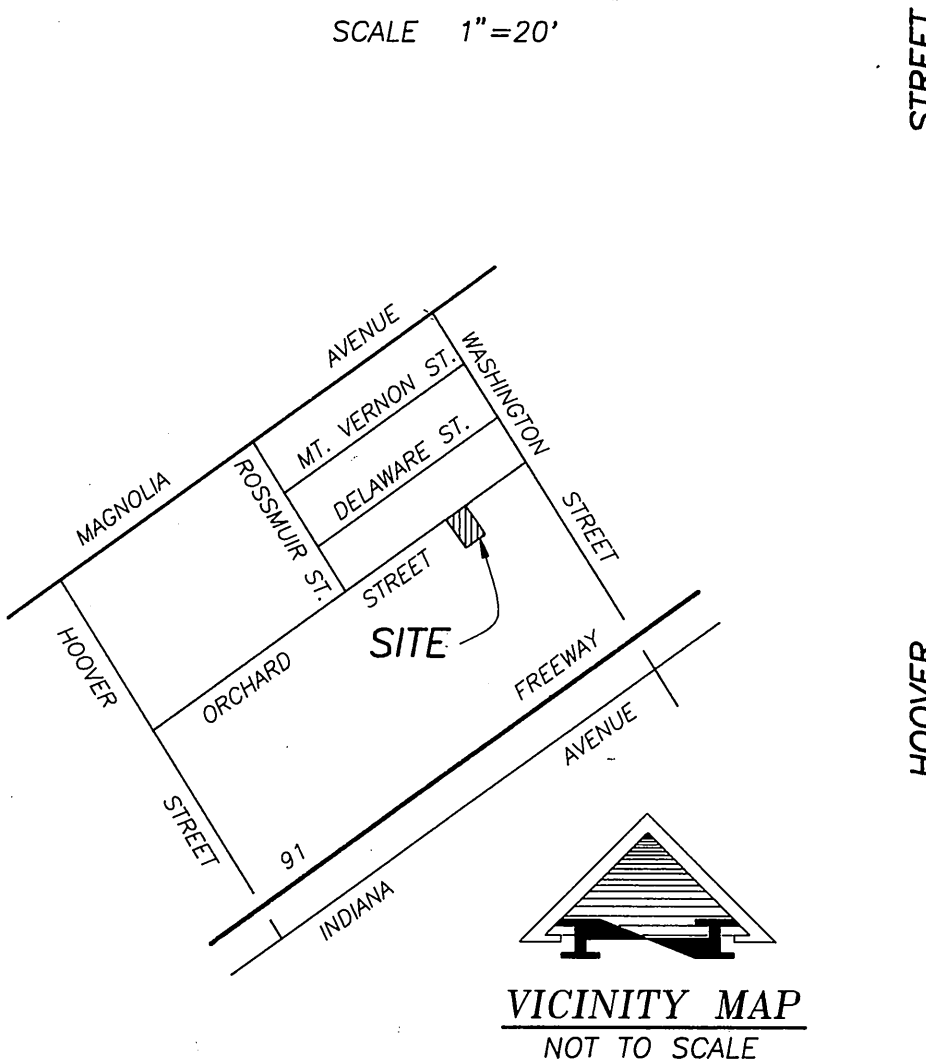 SCALE 1"=20'
STREET
MAGNOLIA AVENUE
MT. VERNON ST.
WASHINGTON STREET
DELAWARE ST.
ROSSMUIR ST.
ORCHARD STREET
HOOVER STREET
SITE
91 FREEWAY
INDIANA AVENUE
HOOVER
N
VICINITY MAP
NOT TO SCALE